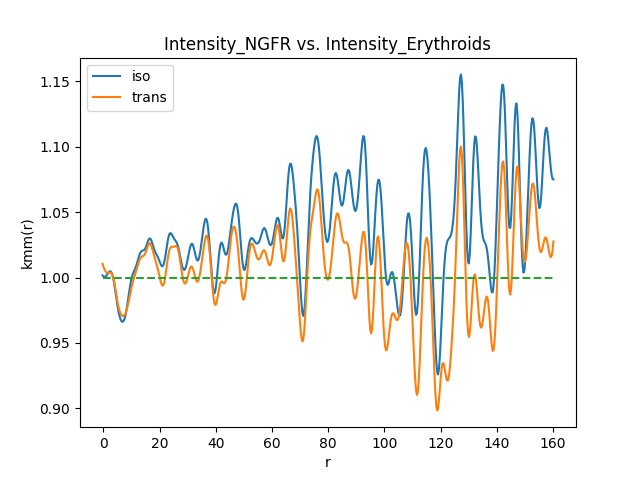 Intensity_NGFR vs. Intensity_Erythroids
iso
trans
1.15
1.10
1.05
1.00
0.95
0.90
kmm(r)
0 20 40 60 80 100 120 140 160
r